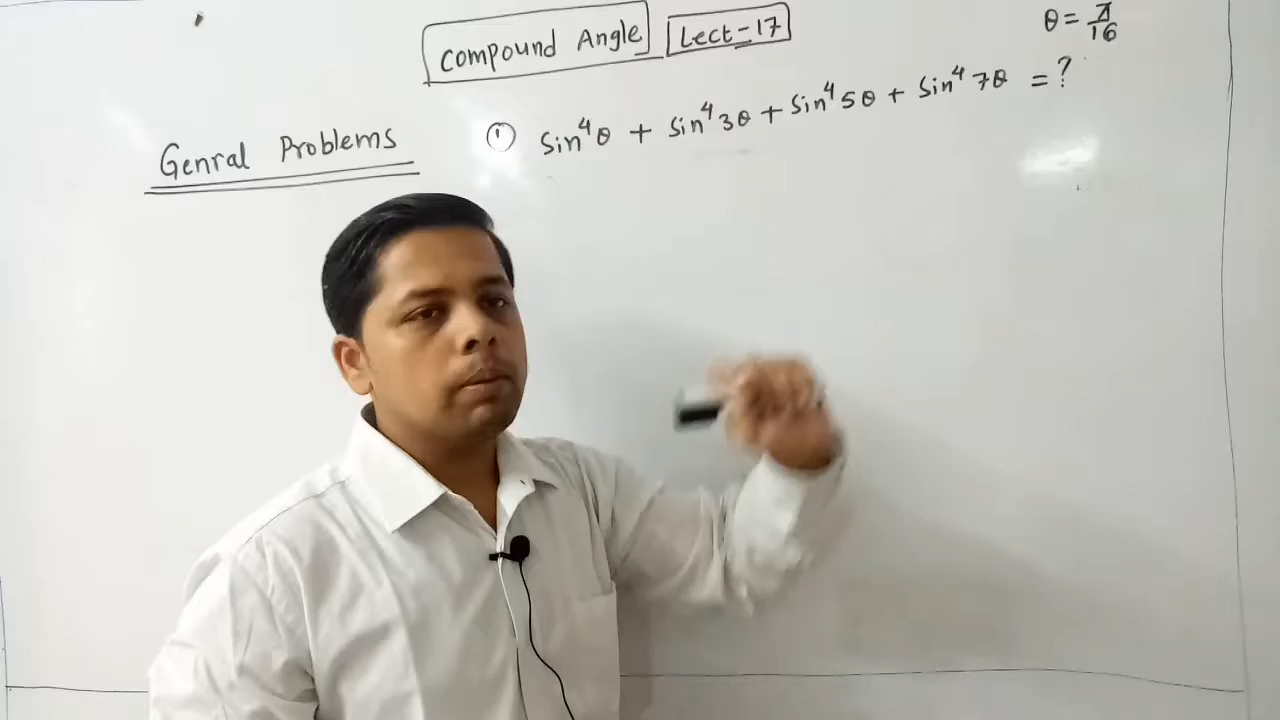 Compound Angle Lect-17
θ = π/16
Genral Problems
① Sin⁴θ + Sin⁴3θ + Sin⁴5θ + Sin⁴7θ = ?